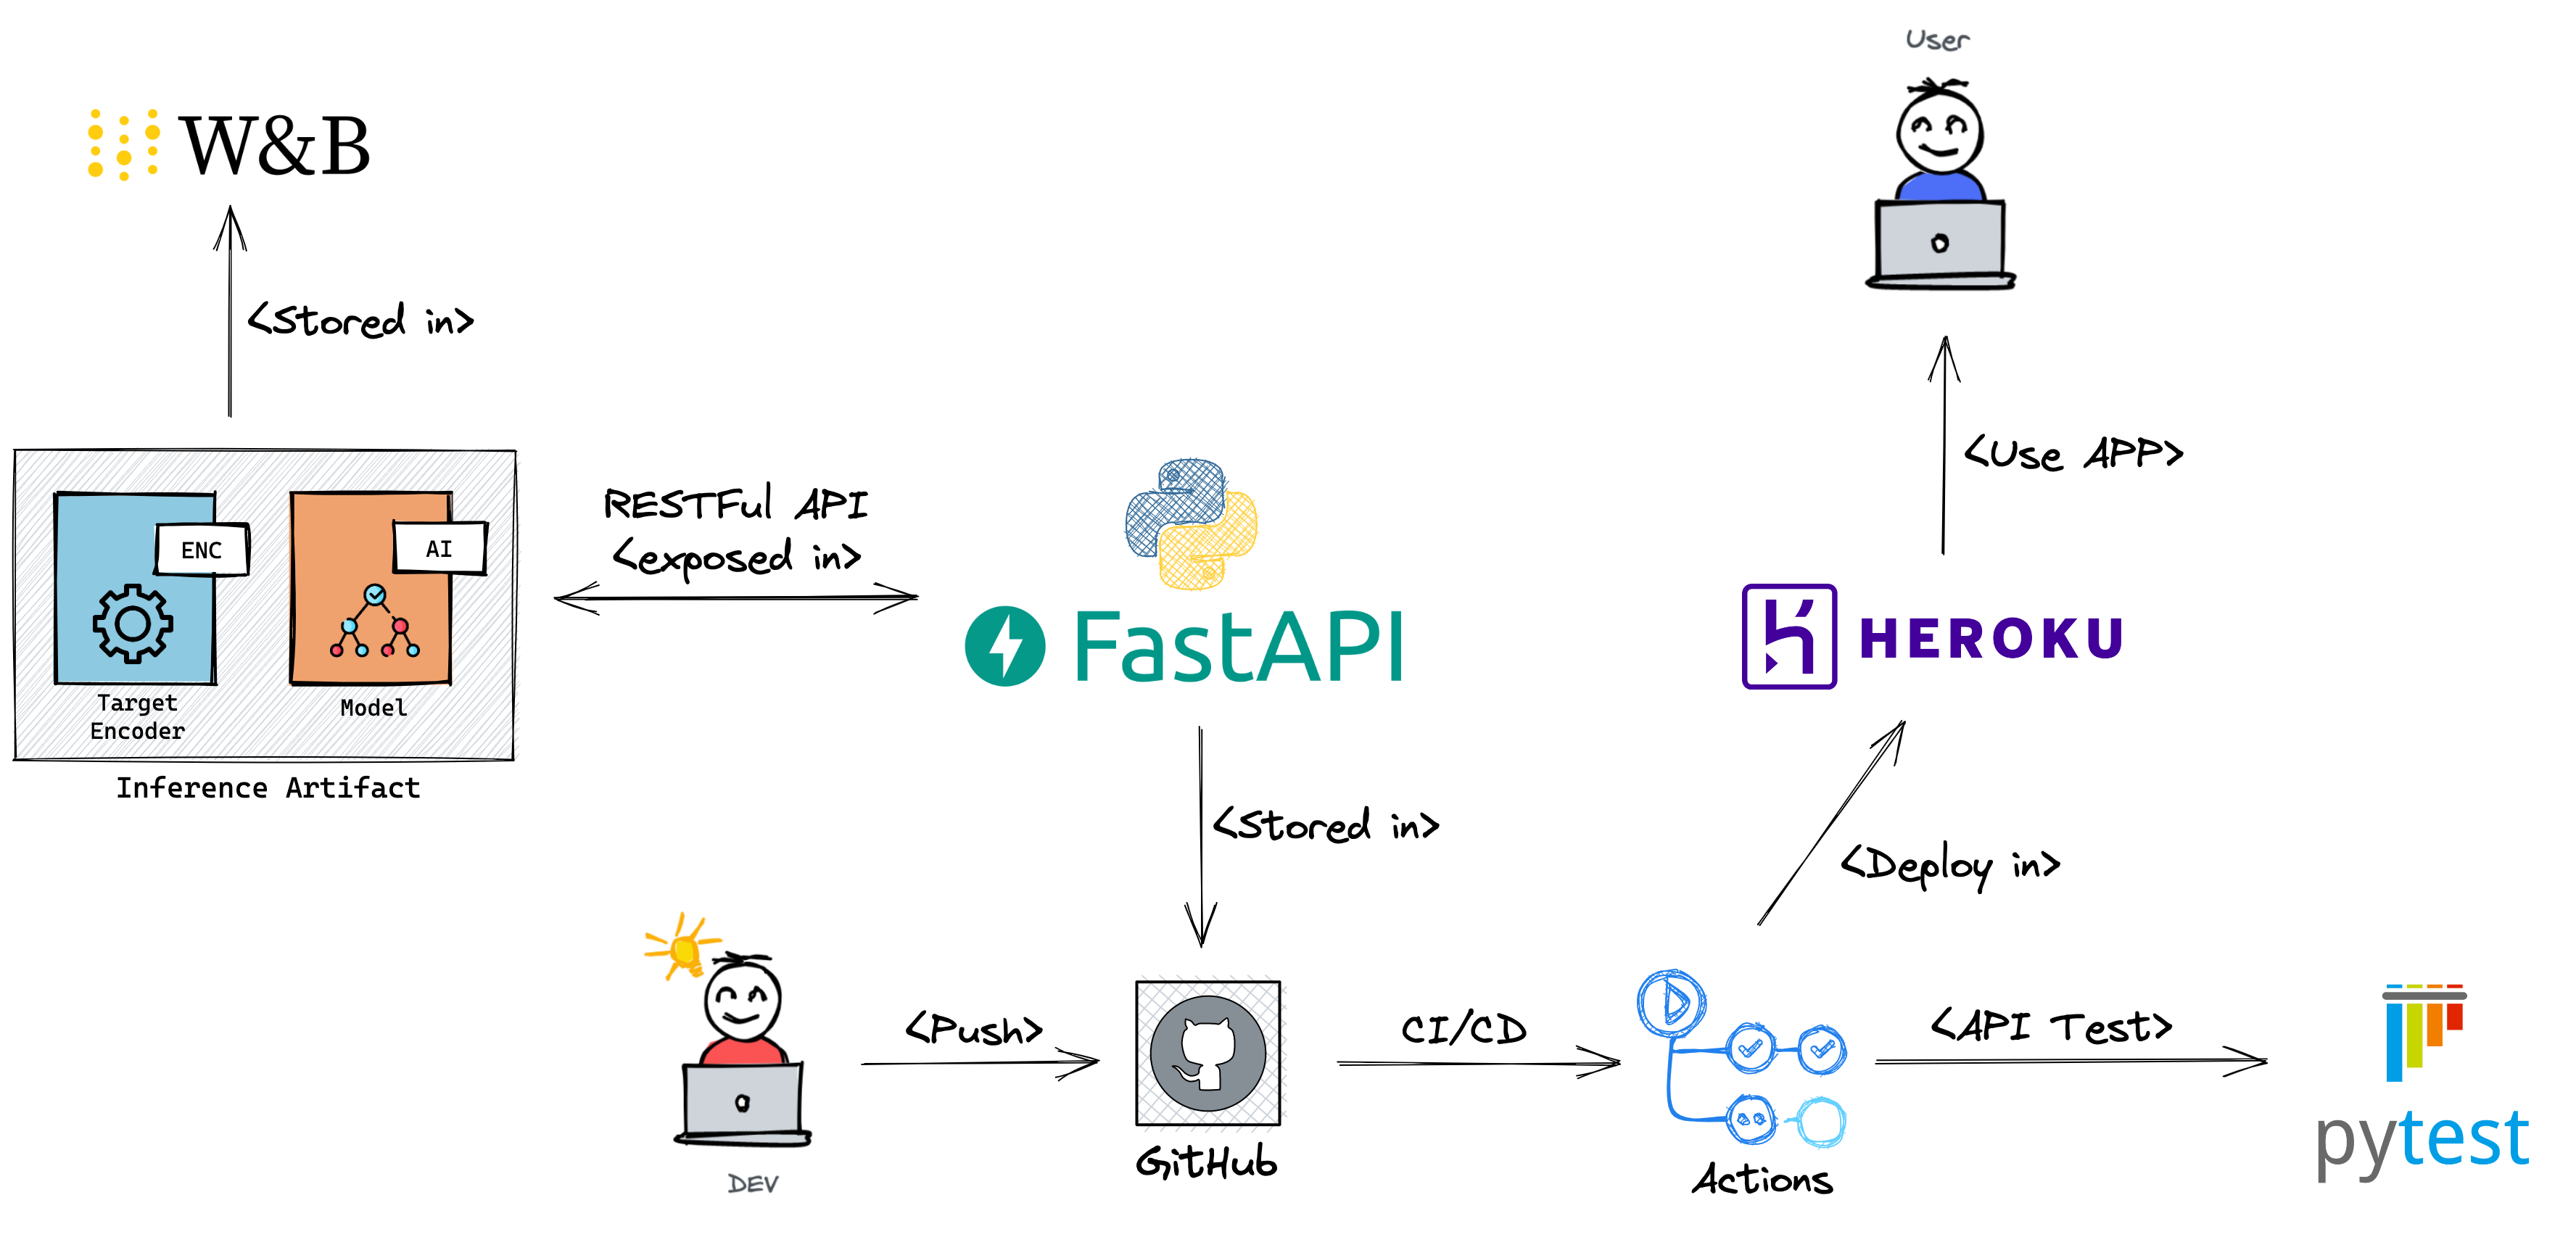 User
W&B
<Stored in>
<Use APP>
RESTFul API
<exposed in>
ENC
AI
Target
Encoder
Model
Inference Artifact
FastAPI
HEROKU
<Stored in>
<Deploy in>
<Push>
CI/CD
<API Test>
DEV
GitHub
Actions
pytest